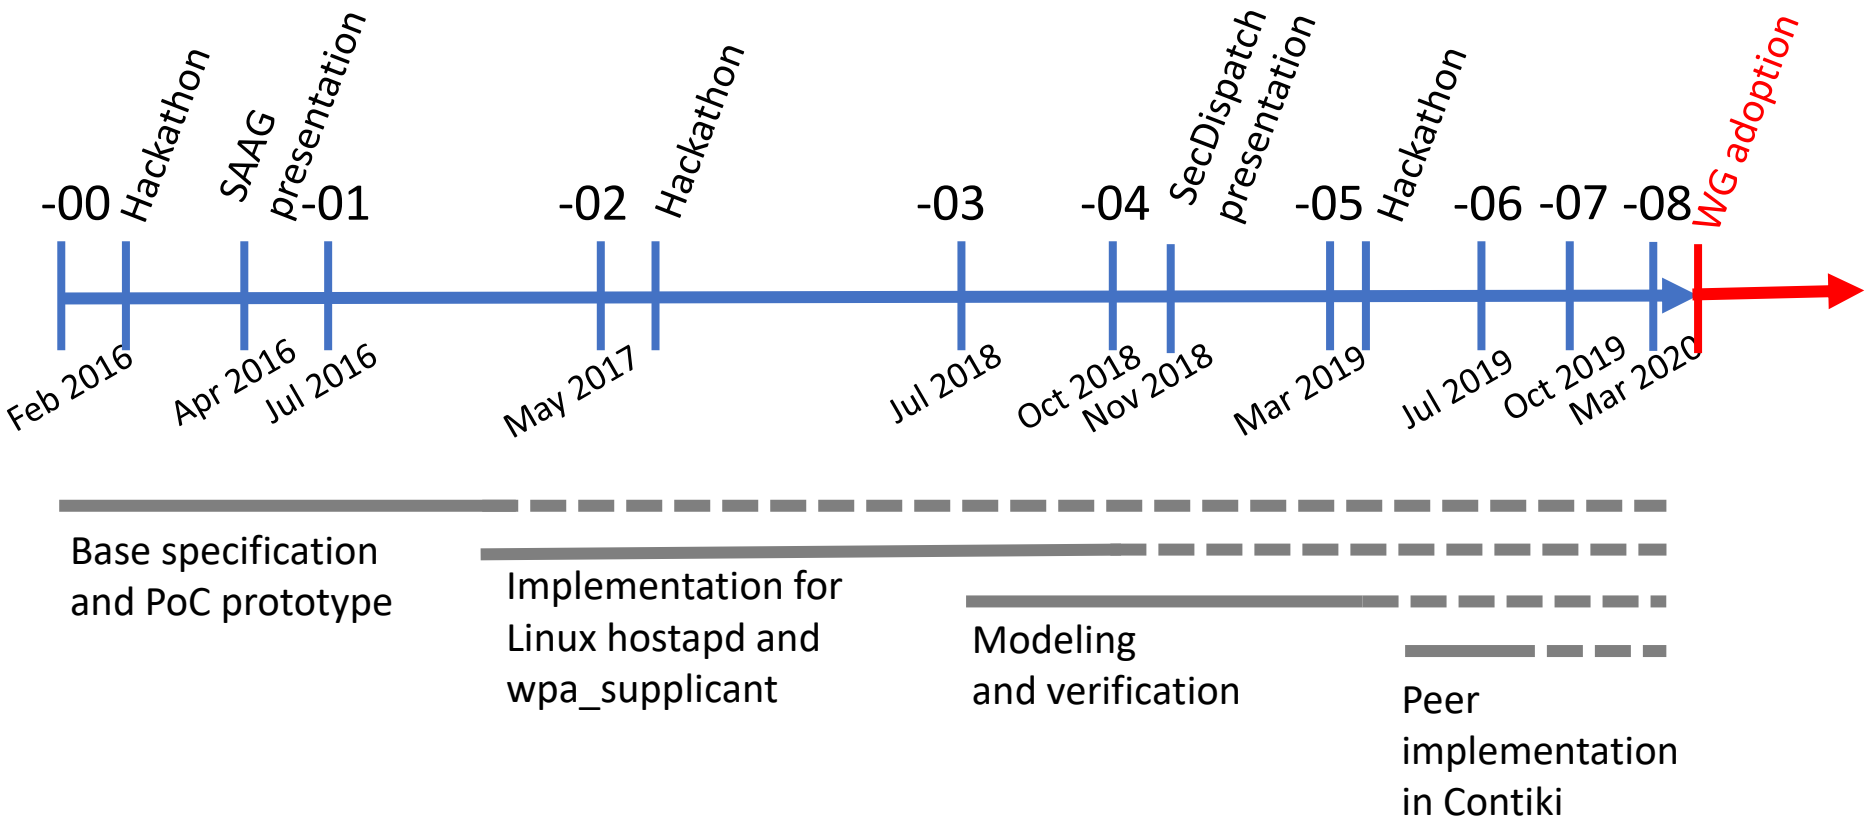 -00
Hackathon
SAAG
presentation
-01
-02
Hackathon
-03
-04
SecDispatch
presentation
-05
Hackathon
-06
-07
-08
WG adoption
Feb 2016
Apr 2016
Jul 2016
May 2017
Jul 2018
Oct 2018
Nov 2018
Mar 2019
Jul 2019
Oct 2019
Mar 2020
Base specification
and PoC prototype
Implementation for
Linux hostapd and
wpa_supplicant
Modeling
and verification
Peer
implementation
in Contiki